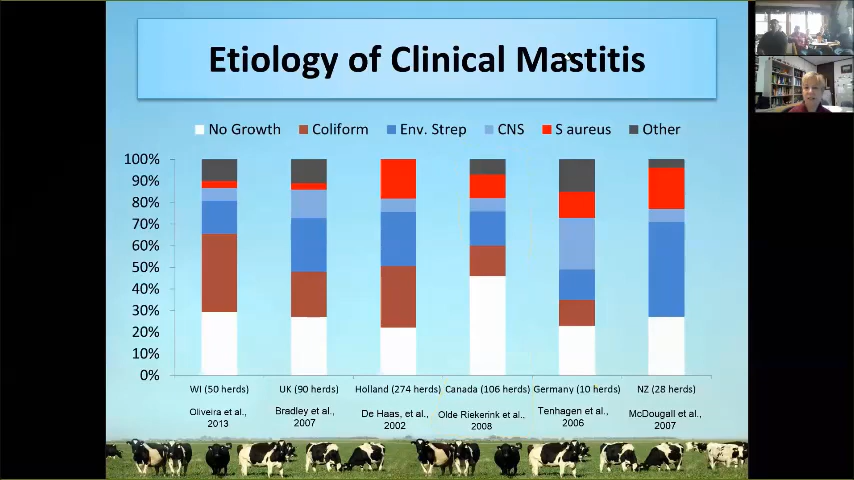 Etiology of Clinical Mastitis
No Growth Coliform Env. Strep CNS S aureus Other
100%
90%
80%
70%
60%
50%
40%
30%
20%
10%
0%
WI (50 herds) UK (90 herds) Holland (274 herds) Canada (106 herds) Germany (10 herds) NZ (28 herds)
Oliveira et al., 2013
Bradley et al., 2007
De Haas, et al., 2002
Olde Riekerink et al., 2008
Tenhagen et al., 2006
McDougall et al., 2007